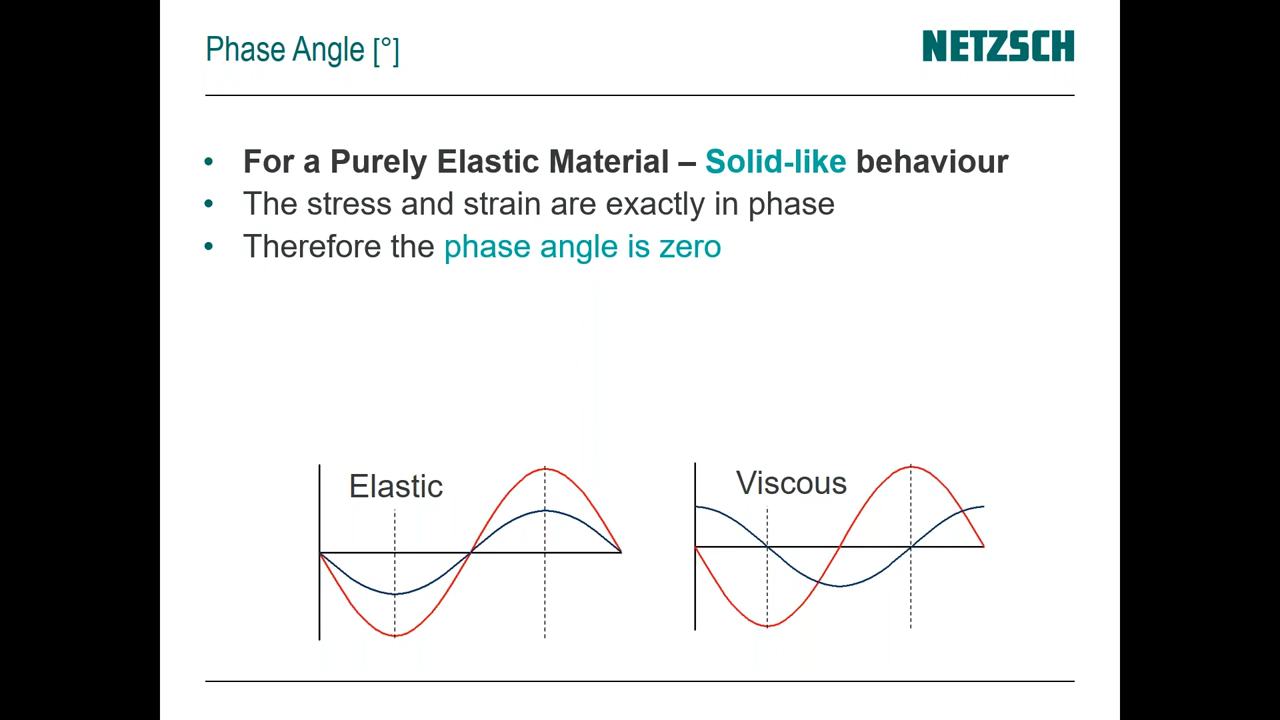 Phase Angle [°]
NETZSCH
• For a Purely Elastic Material – Solid-like behaviour
• The stress and strain are exactly in phase
• Therefore the phase angle is zero
Elastic
Viscous